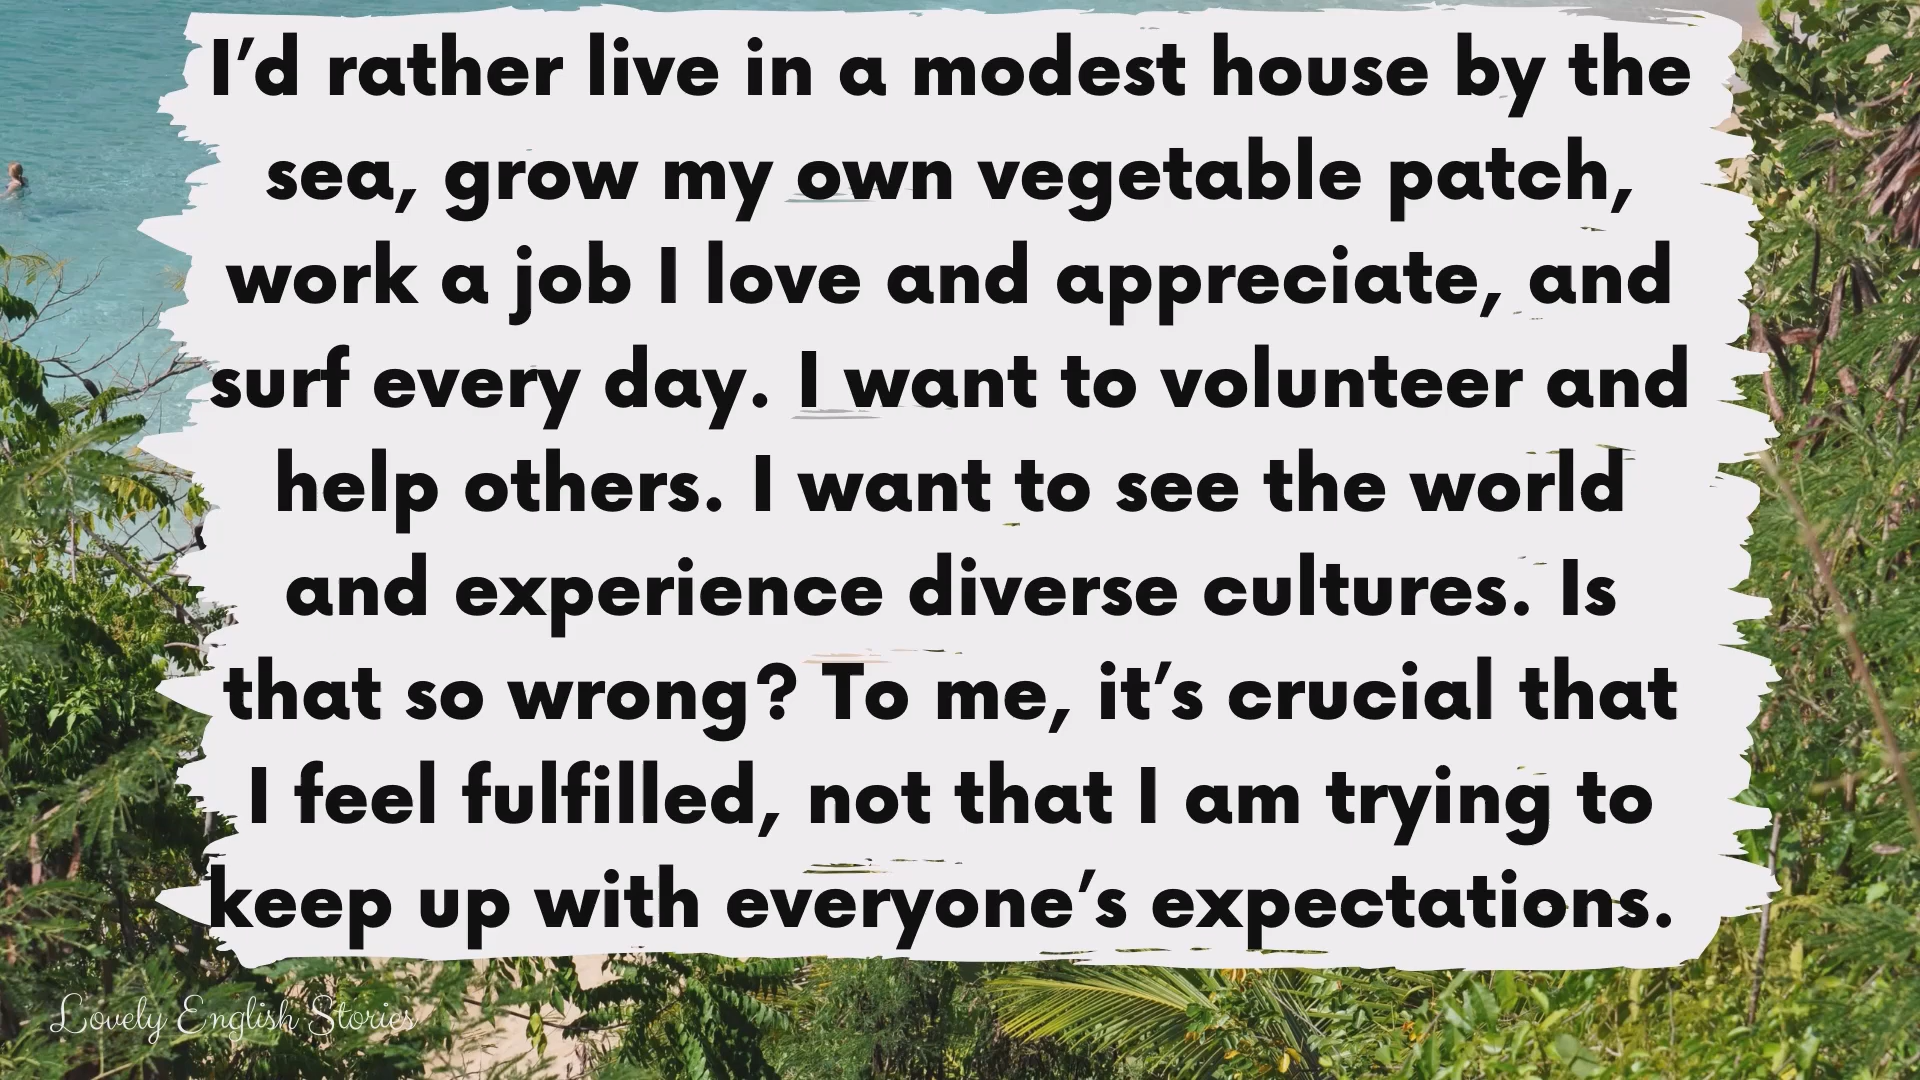 I’d rather live in a modest house by the
sea, grow my own vegetable patch,
work a job I love and appreciate, and
surf every day. I want to volunteer and
help others. I want to see the world
and experience diverse cultures. Is
that so wrong? To me, it’s crucial that
I feel fulfilled, not that I am trying to
keep up with everyone’s expectations.
Lovely English Stories